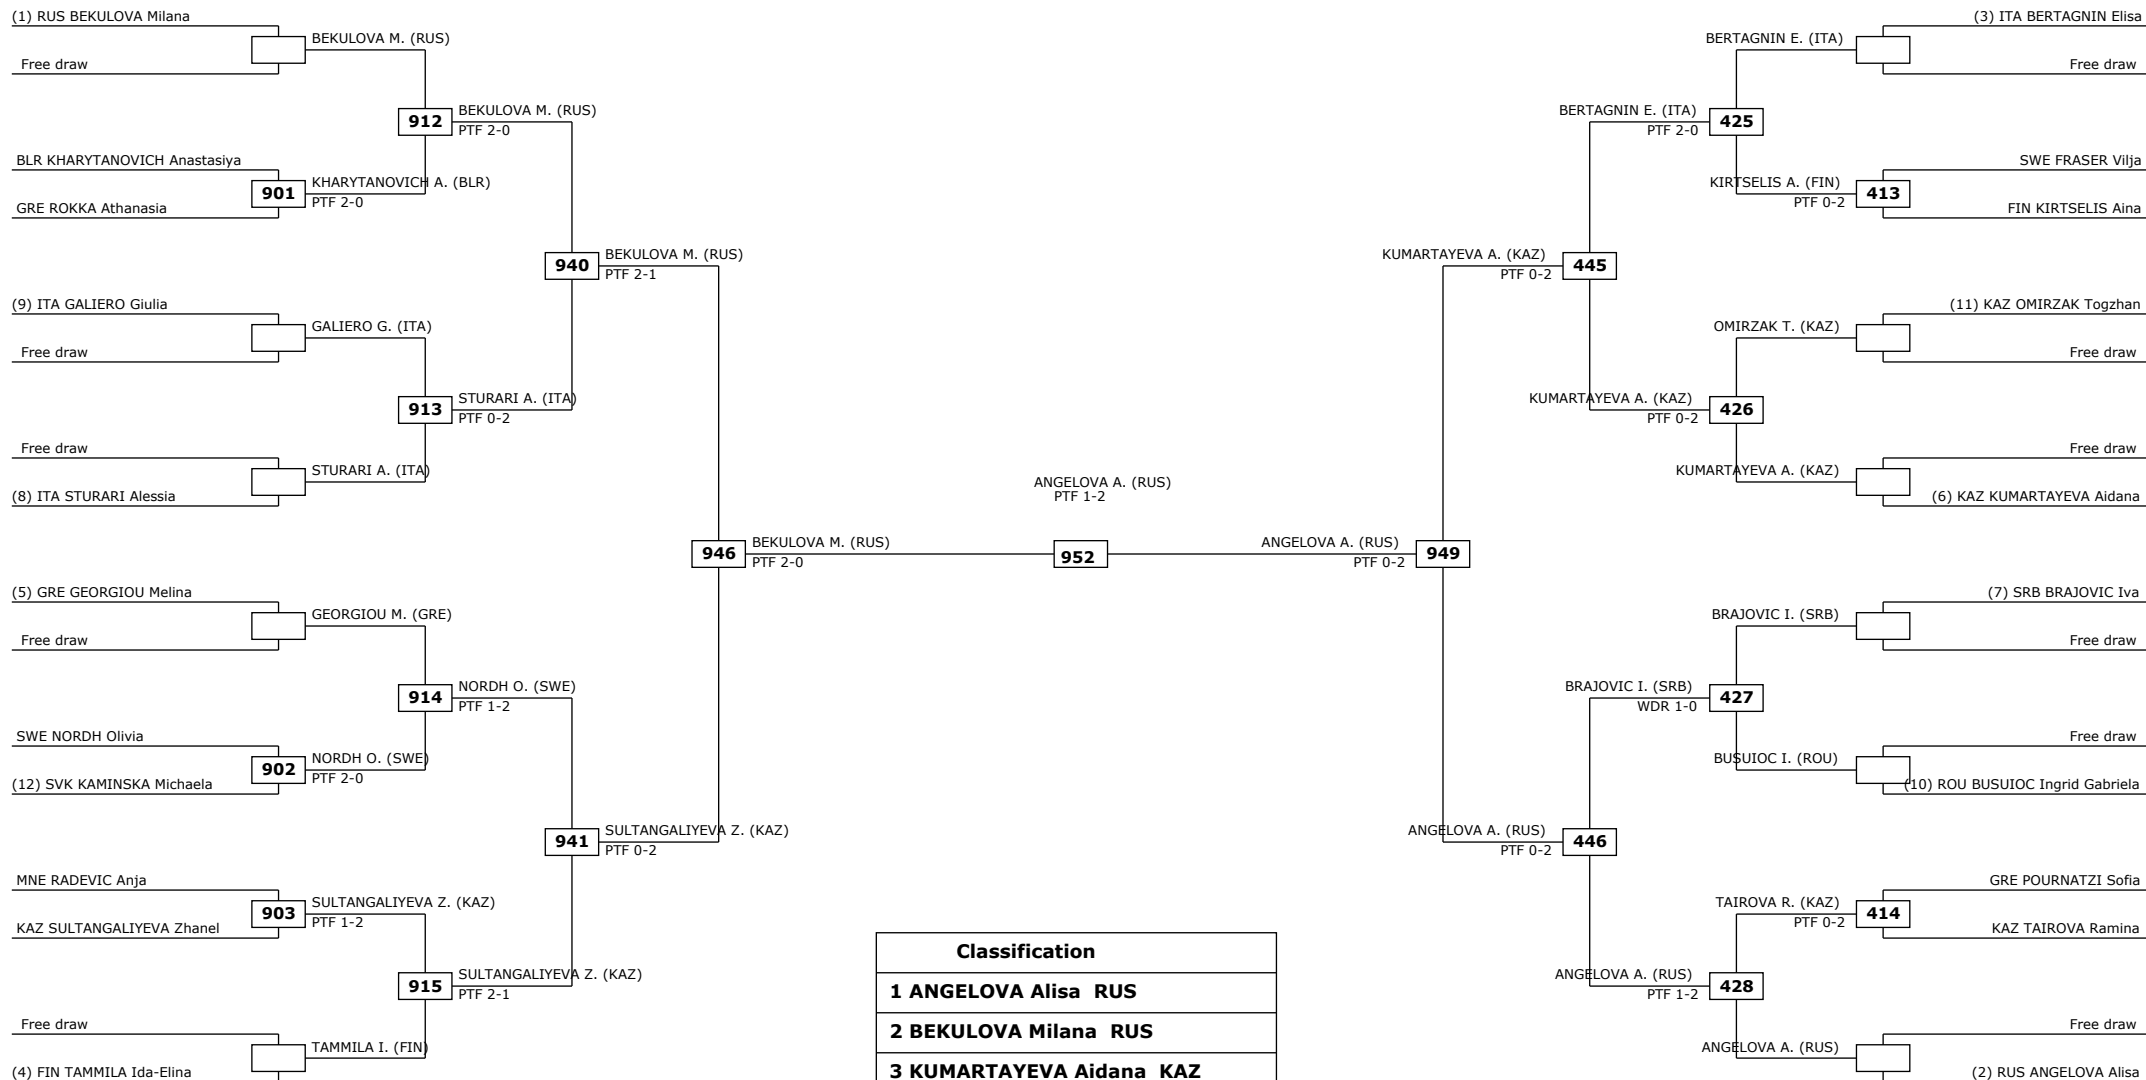 (1) RUS BEKULOVA Milana
BEKULOVA M. (RUS)
Free draw
912
BEKULOVA M. (RUS)
PTF 2-0
BLR KHARYTANOVICH Anastasiya
901
KHARYTANOVICH A. (BLR)
PTF 2-0
GRE ROKKA Athanasia
940
BEKULOVA M. (RUS)
PTF 2-1
(9) ITA GALIERO Giulia
GALIERO G. (ITA)
Free draw
913
STURARI A. (ITA)
PTF 0-2
Free draw
STURARI A. (ITA)
(8) ITA STURARI Alessia
946
BEKULOVA M. (RUS)
PTF 2-0
(5) GRE GEORGIOU Melina
GEORGIOU M. (GRE)
Free draw
914
NORDH O. (SWE)
PTF 1-2
SWE NORDH Olivia
902
NORDH O. (SWE)
PTF 2-0
(12) SVK KAMINSKA Michaela
941
SULTANGALIYEVA Z. (KAZ)
PTF 0-2
MNE RADEVIC Anja
903
SULTANGALIYEVA Z. (KAZ)
PTF 1-2
KAZ SULTANGALIYEVA Zhanel
915
SULTANGALIYEVA Z. (KAZ)
PTF 2-1
Free draw
TAMMILA I. (FIN)
(4) FIN TAMMILA Ida-Elina
ANGELOVA A. (RUS)
PTF 1-2
952
Classification
1 ANGELOVA Alisa RUS
2 BEKULOVA Milana RUS
3 KUMARTAYEVA Aidana KAZ
(3) ITA BERTAGNIN Elisa
BERTAGNIN E. (ITA)
Free draw
BERTAGNIN E. (ITA)
PTF 2-0
425
SWE FRASER Vilja
KIRTSELIS A. (FIN)
PTF 0-2
413
FIN KIRTSELIS Aina
KUMARTAYEVA A. (KAZ)
PTF 0-2
445
(11) KAZ OMIRZAK Togzhan
OMIRZAK T. (KAZ)
Free draw
KUMARTAYEVA A. (KAZ)
PTF 0-2
426
Free draw
KUMARTAYEVA A. (KAZ)
(6) KAZ KUMARTAYEVA Aidana
ANGELOVA A. (RUS)
PTF 0-2
949
(7) SRB BRAJOVIC Iva
BRAJOVIC I. (SRB)
Free draw
BRAJOVIC I. (SRB)
WDR 1-0
427
Free draw
BUSUIOC I. (ROU)
(10) ROU BUSUIOC Ingrid Gabriela
ANGELOVA A. (RUS)
PTF 0-2
446
GRE POURNATZI Sofia
TAIROVA R. (KAZ)
PTF 0-2
414
KAZ TAIROVA Ramina
ANGELOVA A. (RUS)
PTF 1-2
428
Free draw
ANGELOVA A. (RUS)
(2) RUS ANGELOVA Alisa